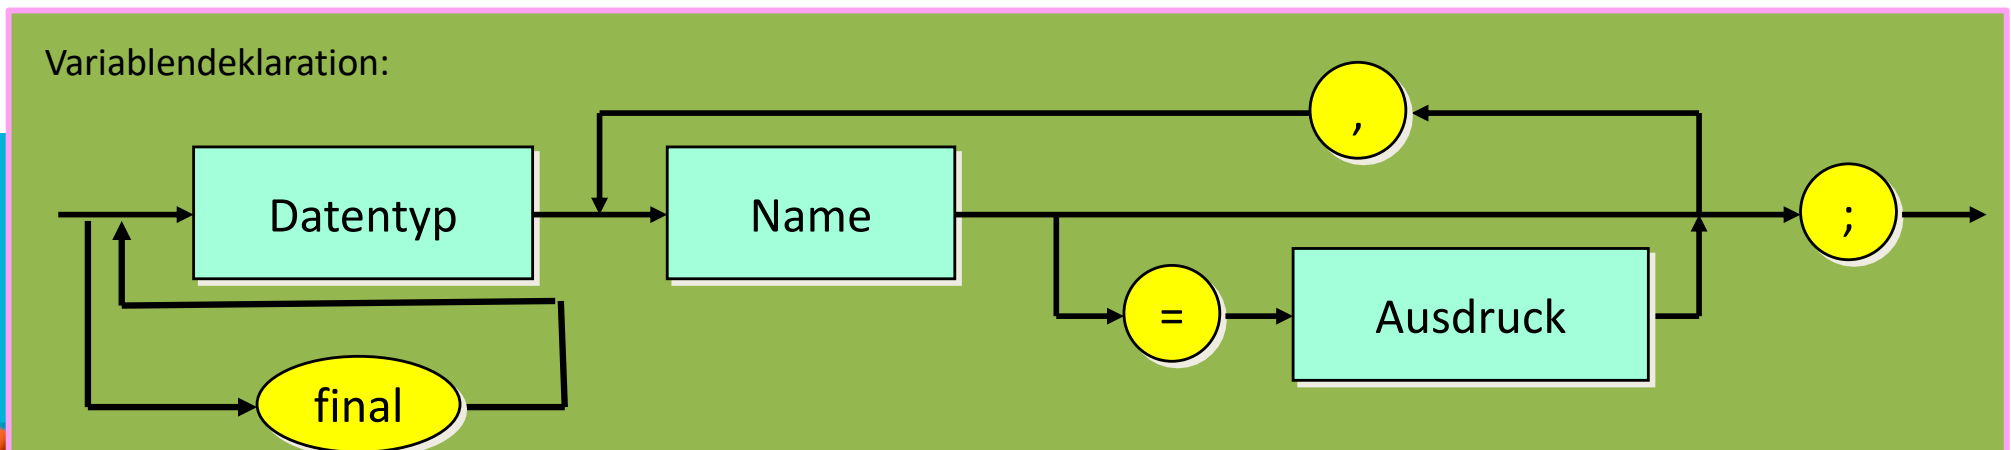 Variablendeklaration:
,
Datentyp
Name
;
=
Ausdruck
final